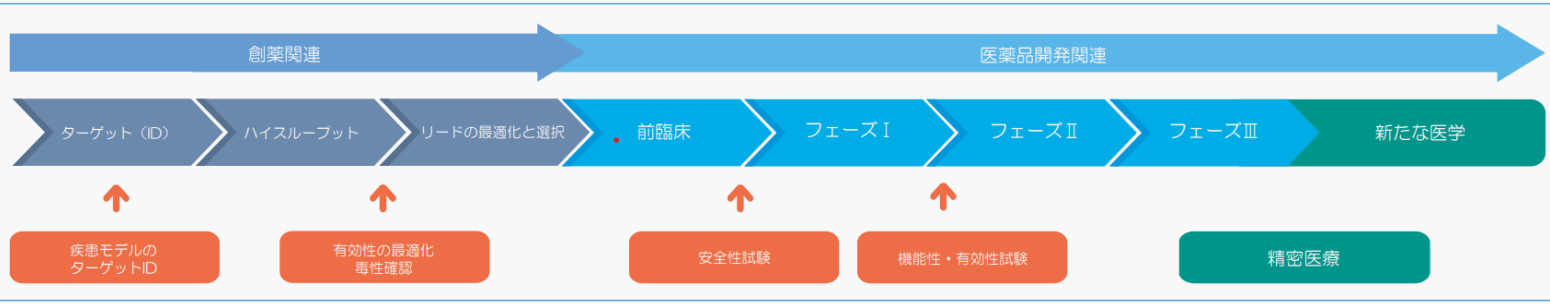 創薬関連
医薬品開発関連
ターゲット（ID）
ハイスループット
リードの最適化と選択
前臨床
フェーズⅠ
フェーズⅡ
フェーズⅢ
新たな医学
疾患モデルの
ターゲットID
有効性の最適化
毒性確認
安全性試験
機能性・有効性試験
精密医療